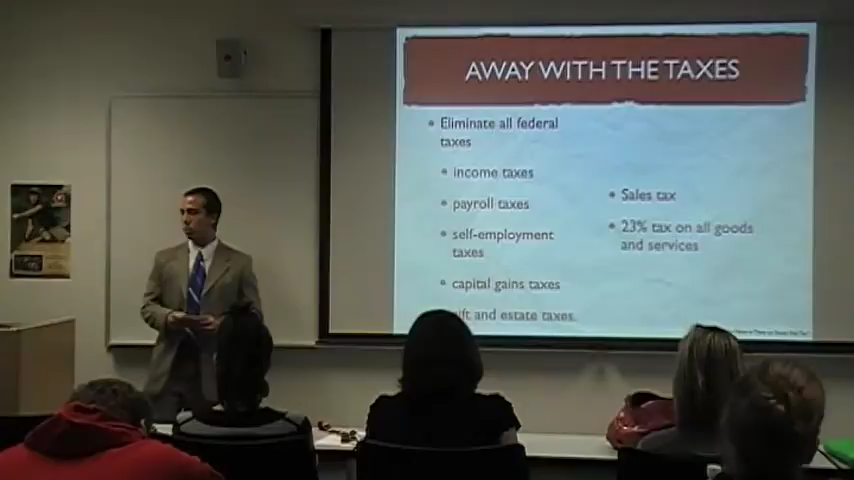 AWAY WITH THE TAXES
Eliminate all federal
taxes
income taxes
payroll taxes
self-employment
taxes
capital gains taxes
and estate taxes
Sales tax
23% tax on all goods
and services